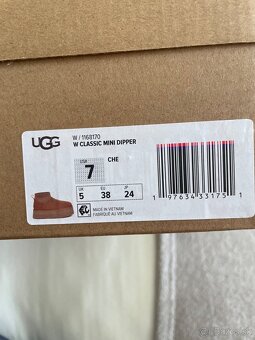 UGG
W / 1168170
W CLASSIC MINI DIPPER
USA
7
CHE
UK EU JP
5 38 24
MADE IN VIETNAM
FABRIQUÉ AU VIETNAM
1 97634 33175 1